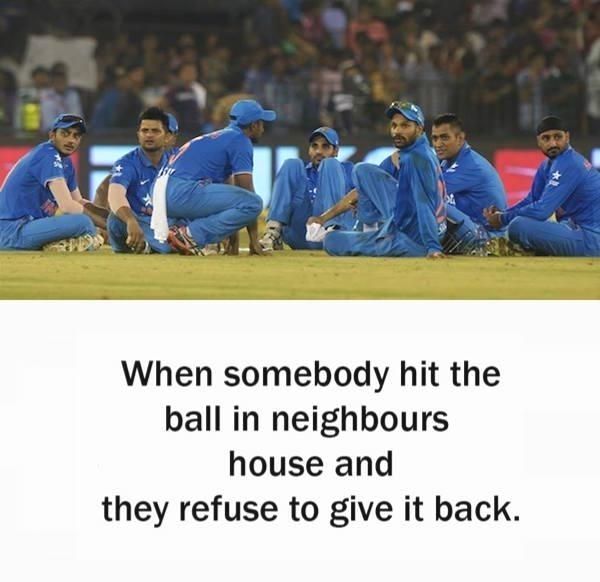 When somebody hit the
ball in neighbours
house and
they refuse to give it back.